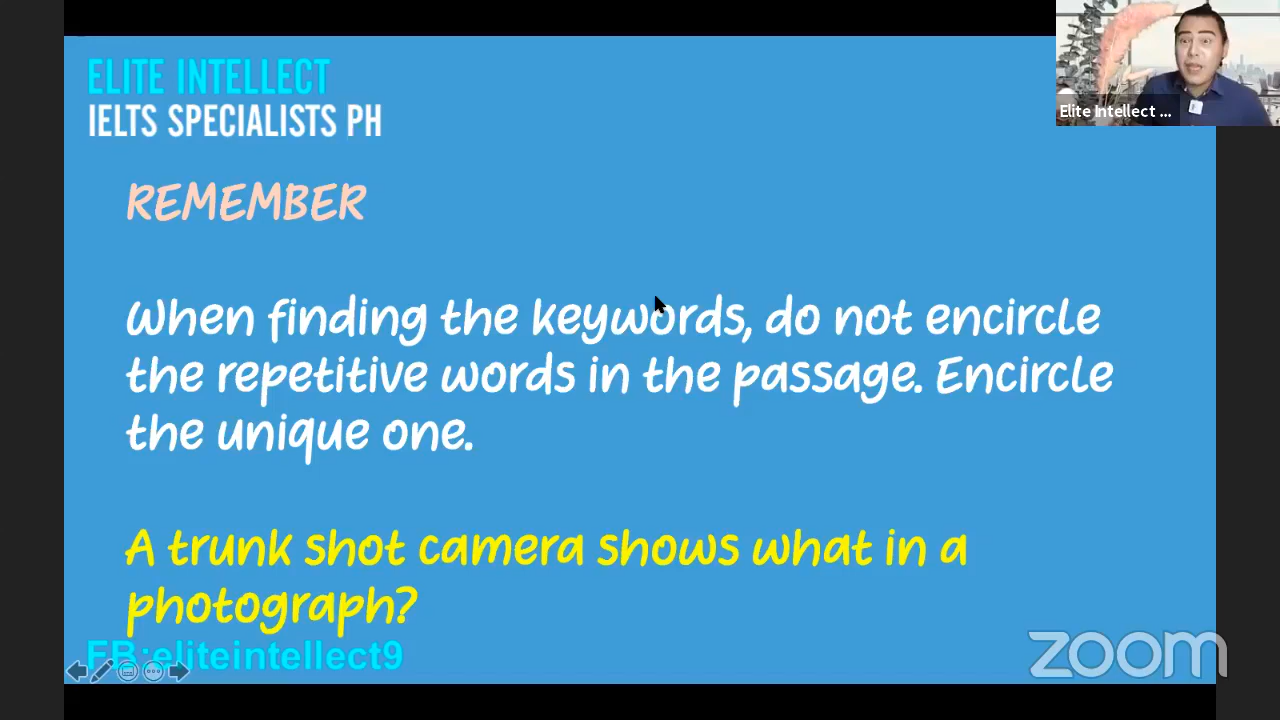 ELITE INTELLECT
IELTS SPECIALISTS PH
Elite Intellect ...
REMEMBER
When finding the keywords, do not encircle
the repetitive words in the passage. Encircle
the unique one.
A trunk shot camera shows what in a
photograph?
FB:eliteintellect9
zoom